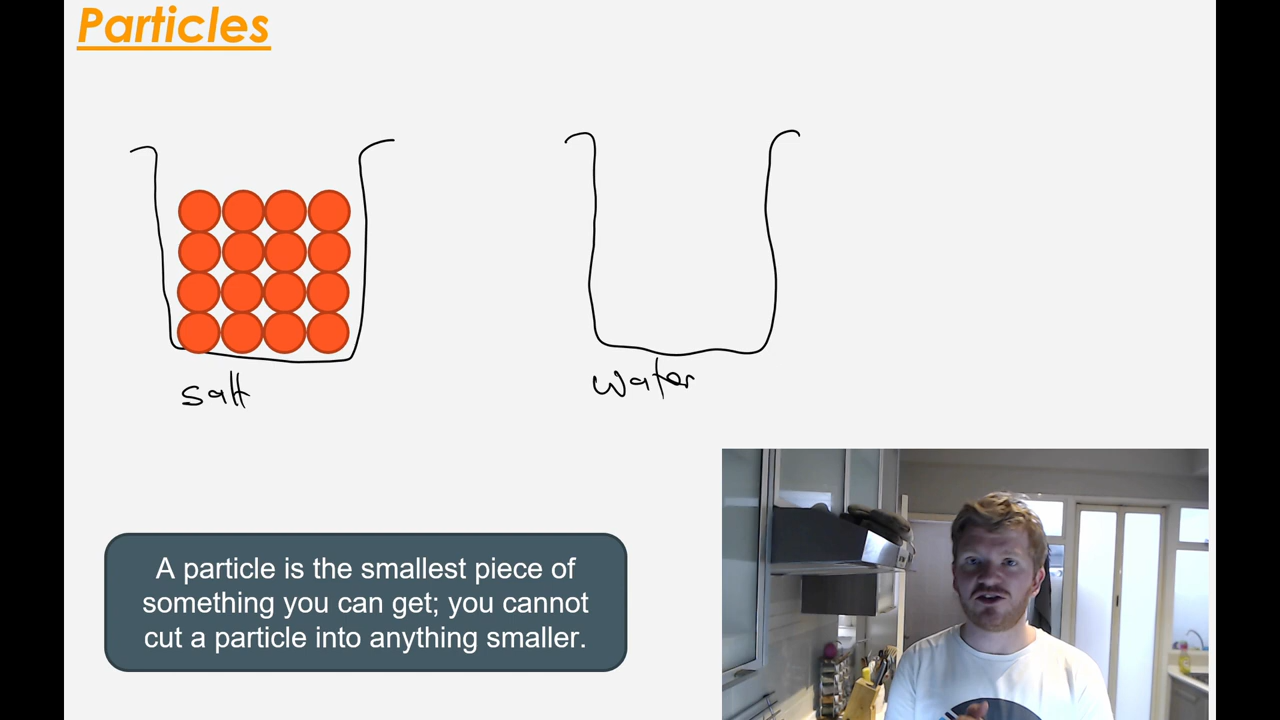 Particles
salt
water
A particle is the smallest piece of
something you can get; you cannot
cut a particle into anything smaller.